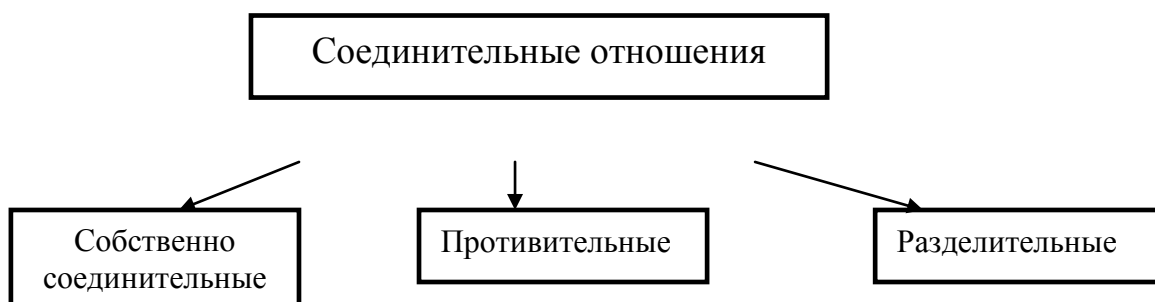 Соединительные отношения
Собственно
соединительные
Противительные
Разделительные